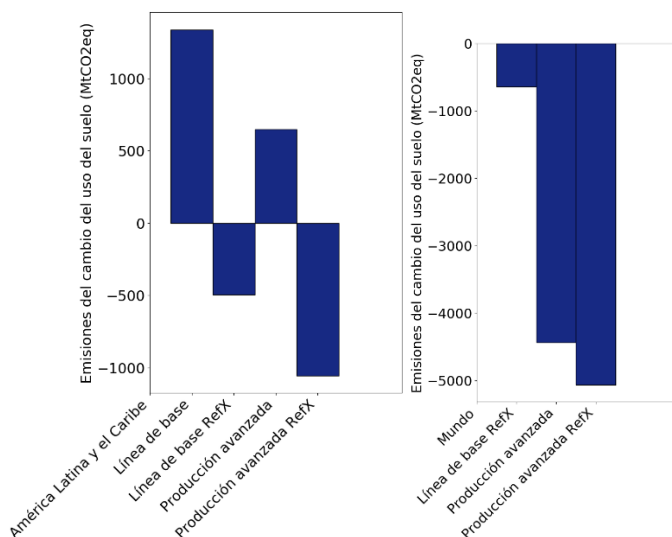 Emisiones del cambio del uso del suelo (MtCO2eq)
1000
500
0
−500
−1000
América Latina y el Caribe
Línea de base
Línea de base RefX
Producción avanzada
Producción avanzada RefX
Emisiones del cambio del uso del suelo (MtCO2eq)
0
−1000
−2000
−3000
−4000
−5000
Mundo
Línea de base RefX
Producción avanzada
Producción avanzada RefX